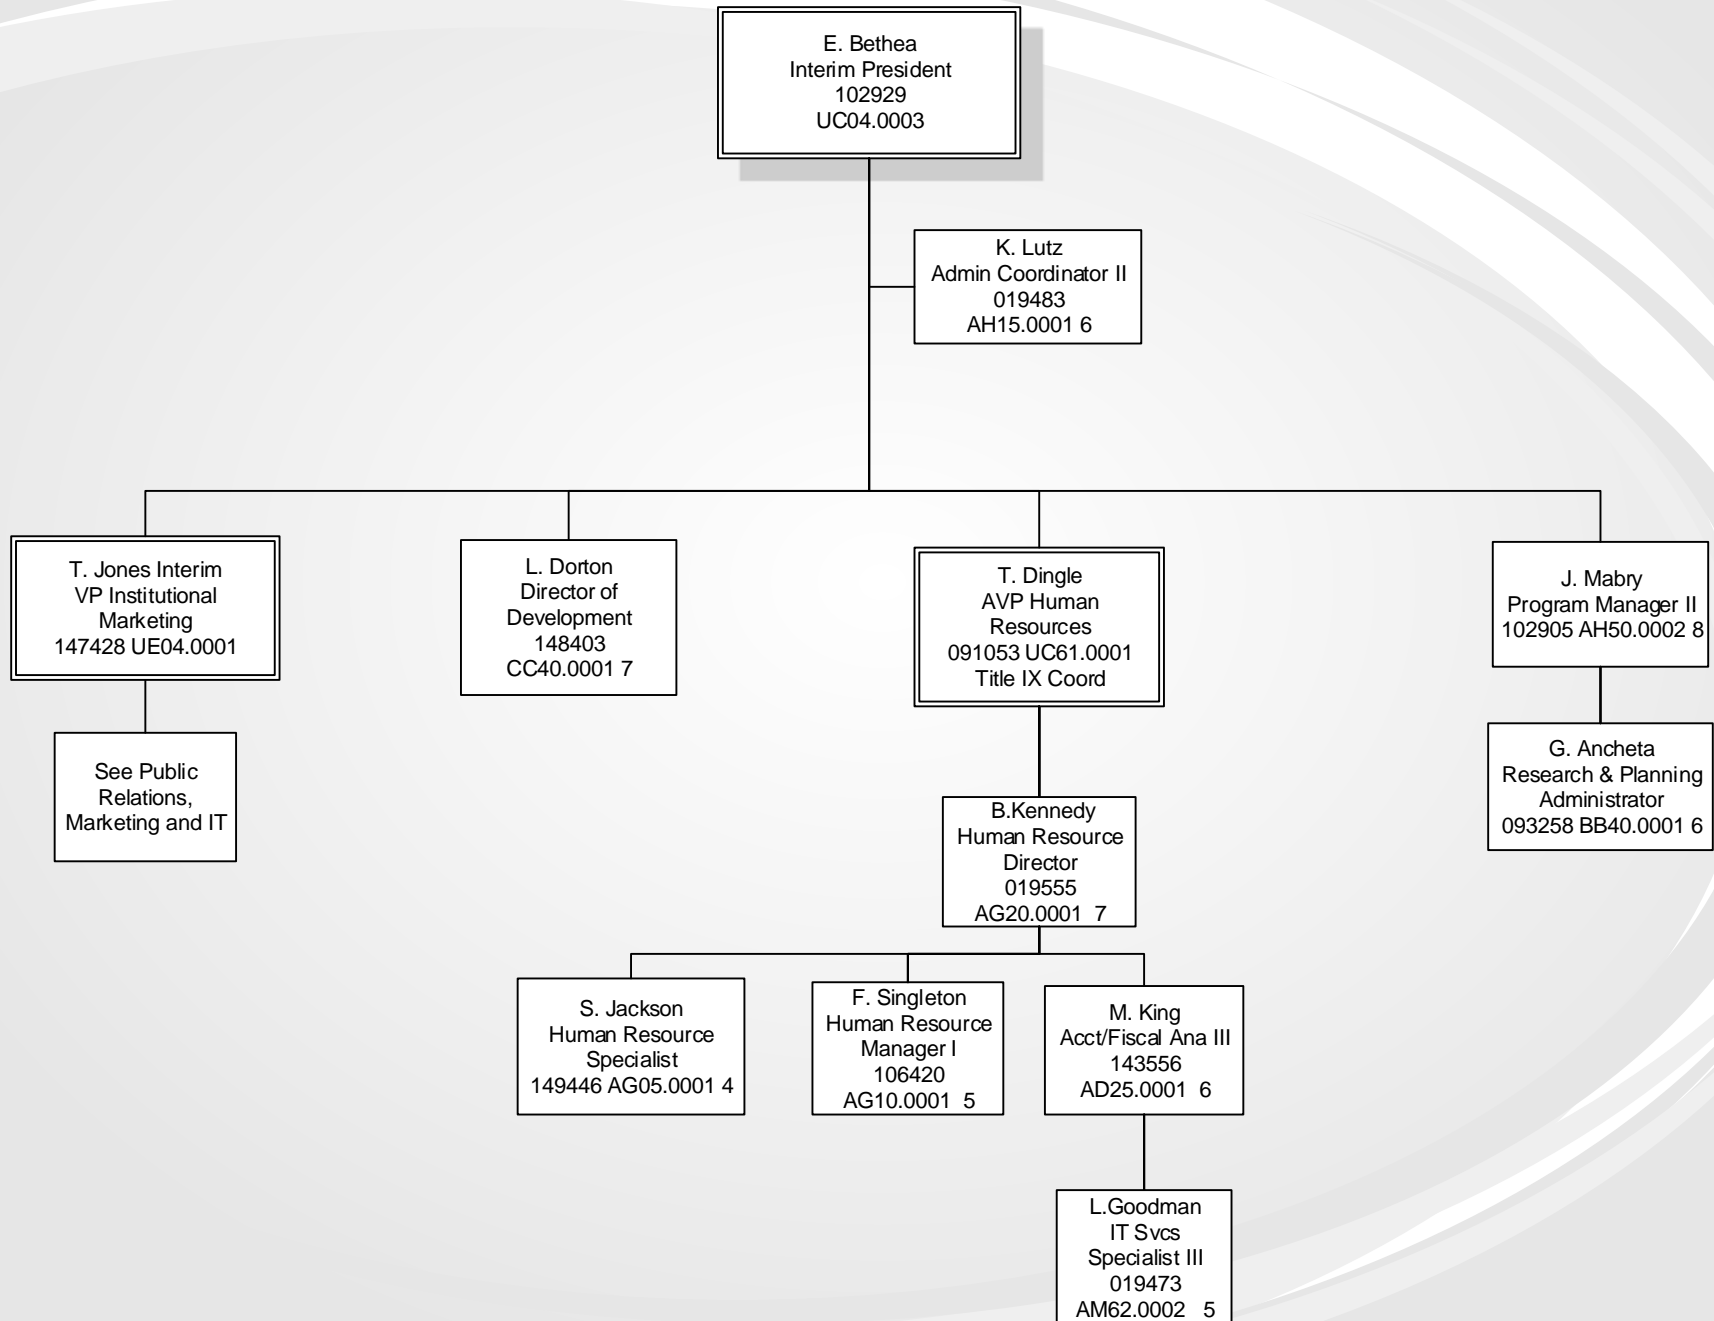 E. Bethea
Interim President
102929
UC04.0003
K. Lutz
Admin Coordinator II
019483
AH15.0001 6
T. Jones Interim
VP Institutional
Marketing
147428 UE04.0001
L. Dorton
Director of
Development
148403
CC40.0001 7
T. Dingle
AVP Human
Resources
091053 UC61.0001
Title IX Coord
J. Mabry
Program Manager II
102905 AH50.0002 8
See Public
Relations,
Marketing and IT
G. Ancheta
Research & Planning
Administrator
093258 BB40.0001 6
B.Kennedy
Human Resource
Director
019555
AG20.0001 7
S. Jackson
Human Resource
Specialist
149446 AG05.0001 4
F. Singleton
Human Resource
Manager I
106420
AG10.0001 5
M. King
Acct/Fiscal Ana III
143556
AD25.0001 6
L.Goodman
IT Svcs
Specialist III
019473
AM62.0002 5